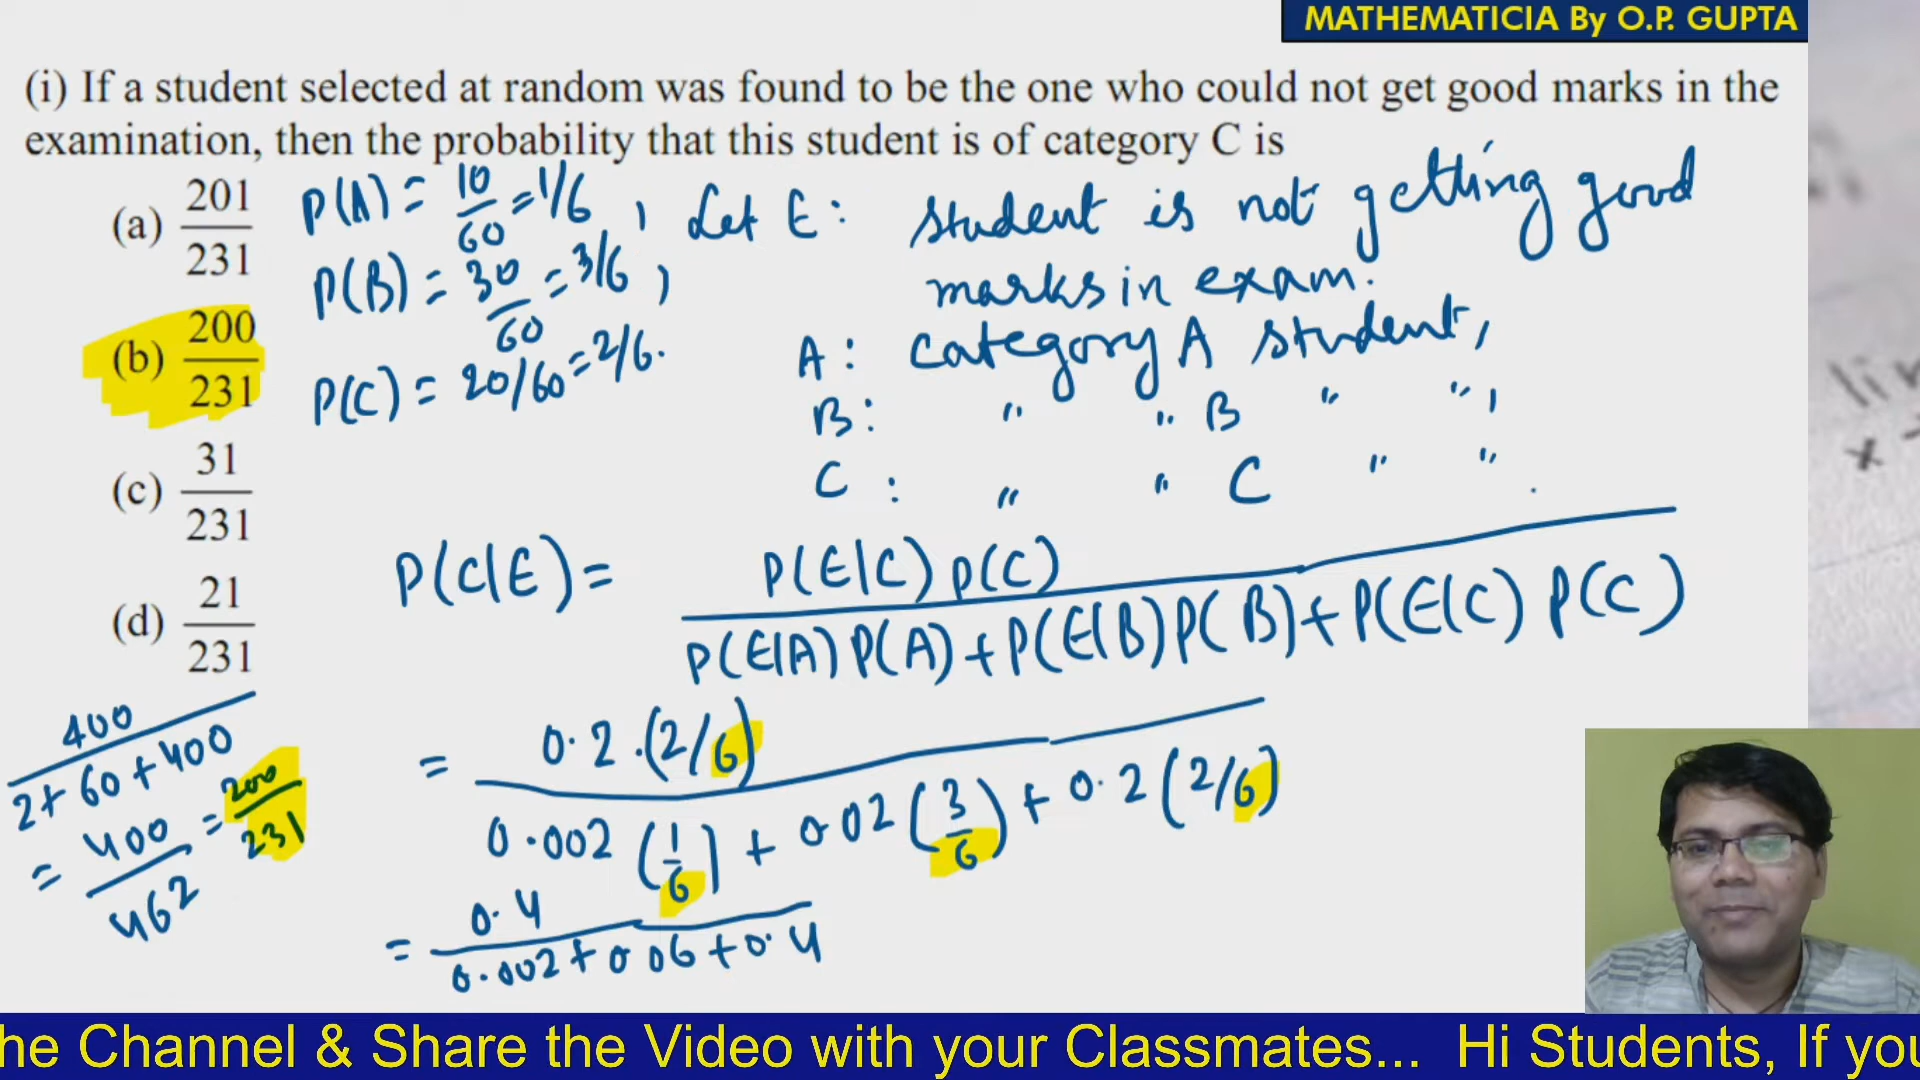 MATHEMATICIA By O.P. GUPTA
(i) If a student selected at random was found to be the one who could not get good marks in the
examination, then the probability that this student is of category C is
(a) 201/231
(b) 200/231
(c) 31/231
(d) 21/231
P(A) = 10/60 = 1/6 ,
P(B) = 30/60 = 3/6 ,
P(C) = 20/60 = 2/6.
Let E : student is not getting good
marks in exam.
A : category A student,
B : " " B " " ,
C : " " C " " .
P(C|E) = P(E|C) P(C) / P(E|A) P(A) + P(E|B) P(B) + P(E|C) P(C)
= 0.2 . (2/6) / 0.002 (1/6) + 0.02 (3/6) + 0.2 (2/6)
= 0.4 / 0.002 + 0.06 + 0.4
400 / 2 + 60 + 400
= 400/462 = 200/231
he Channel & Share the Video with your Classmates... Hi Students, If you